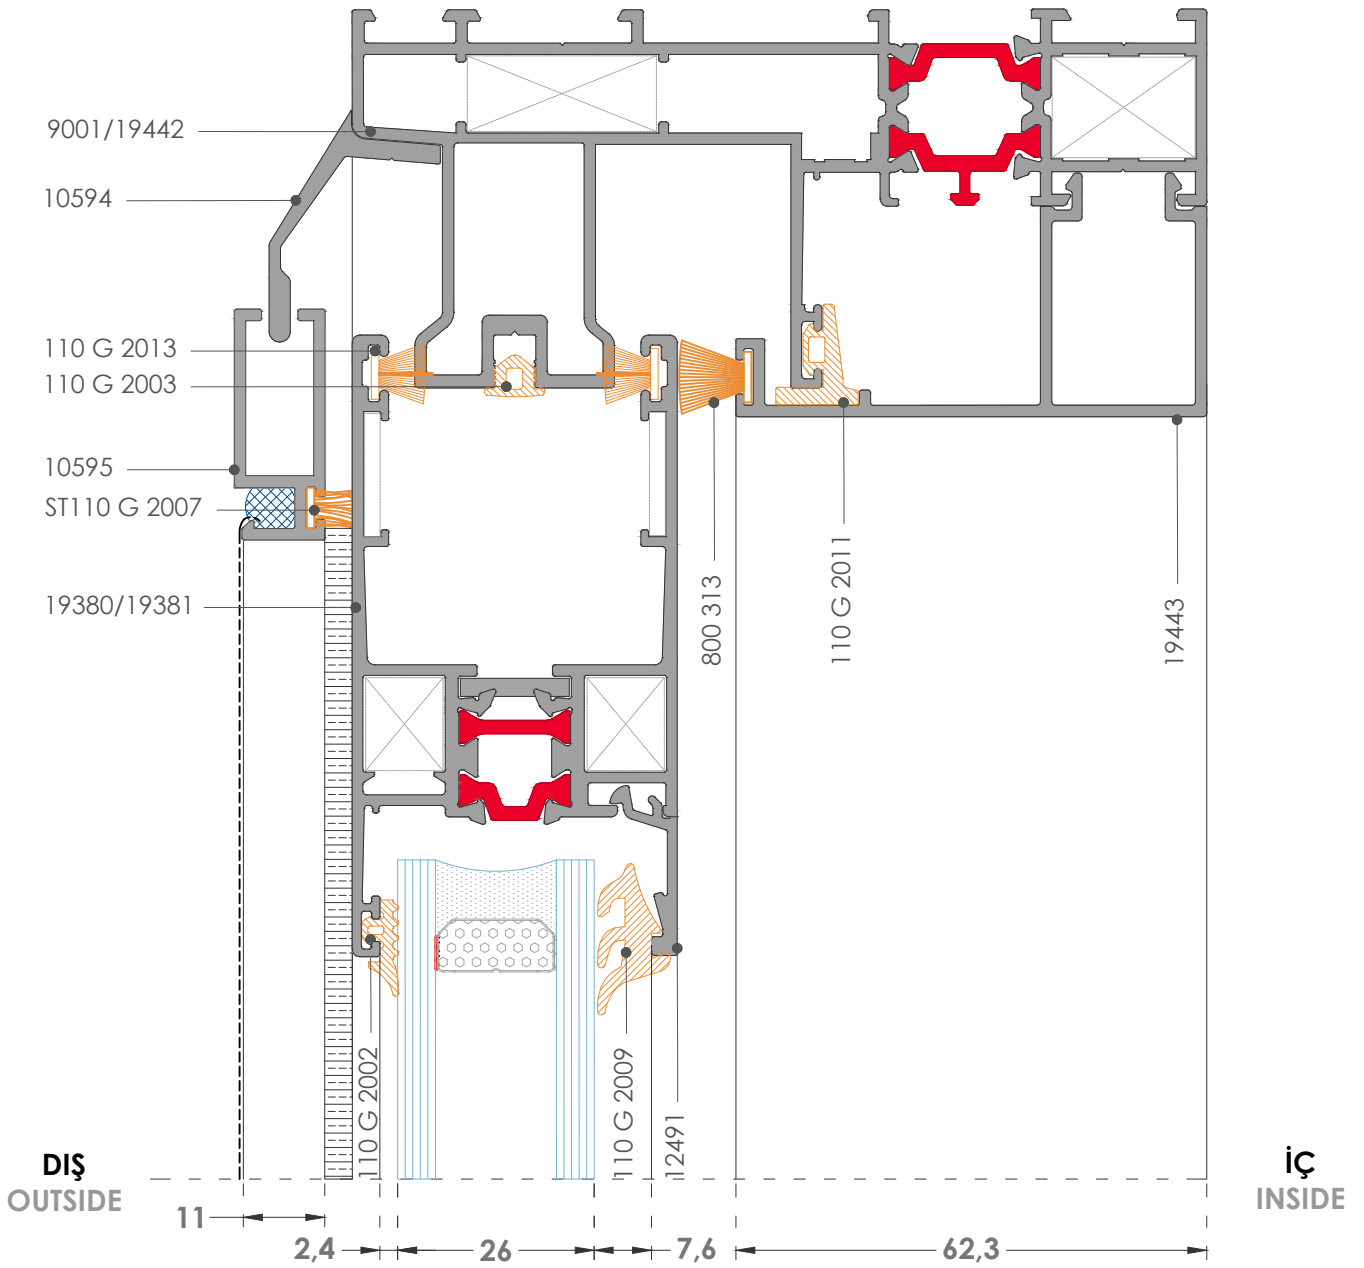 9001/19442
10594
110 G 2013
110 G 2003
10595
ST110 G 2007
19380/19381
800 313
110 G 2011
19443
110 G 2002
110 G 2009
12491
DIŞ
OUTSIDE
İÇ
INSIDE
11
2,4
26
7,6
62,3